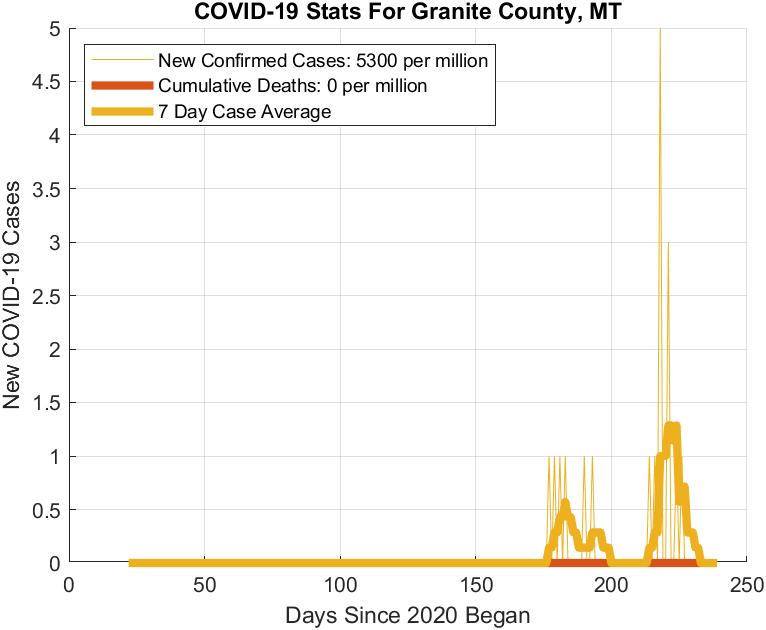 COVID-19 Stats For Granite County, MT
New Confirmed Cases: 5300 per million
Cumulative Deaths: 0 per million
7 Day Case Average
New COVID-19 Cases
5
4.5
4
3.5
3
2.5
2
1.5
1
0.5
0
0 50 100 150 200 250
Days Since 2020 Began